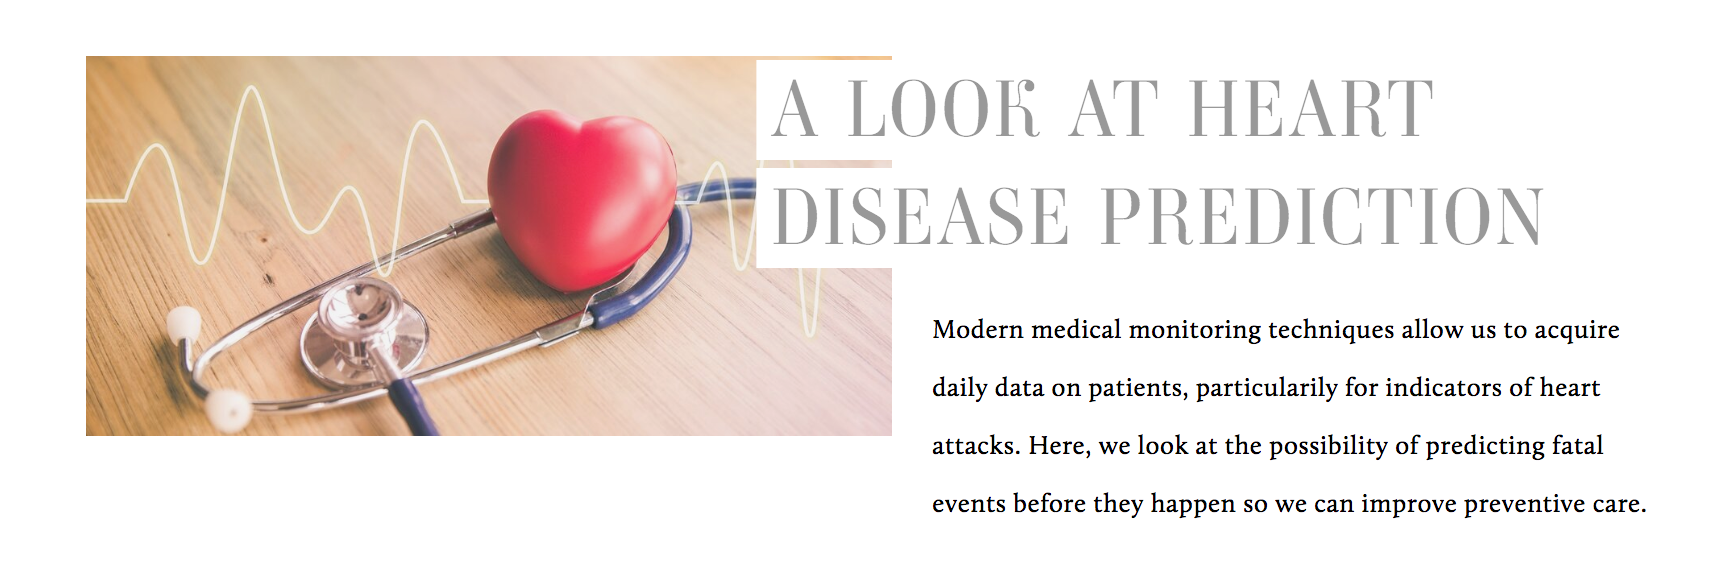 A LOOK AT HEART
DISEASE PREDICTION
Modern medical monitoring techniques allow us to acquire
daily data on patients, particularily for indicators of heart
attacks. Here, we look at the possibility of predicting fatal
events before they happen so we can improve preventive care.